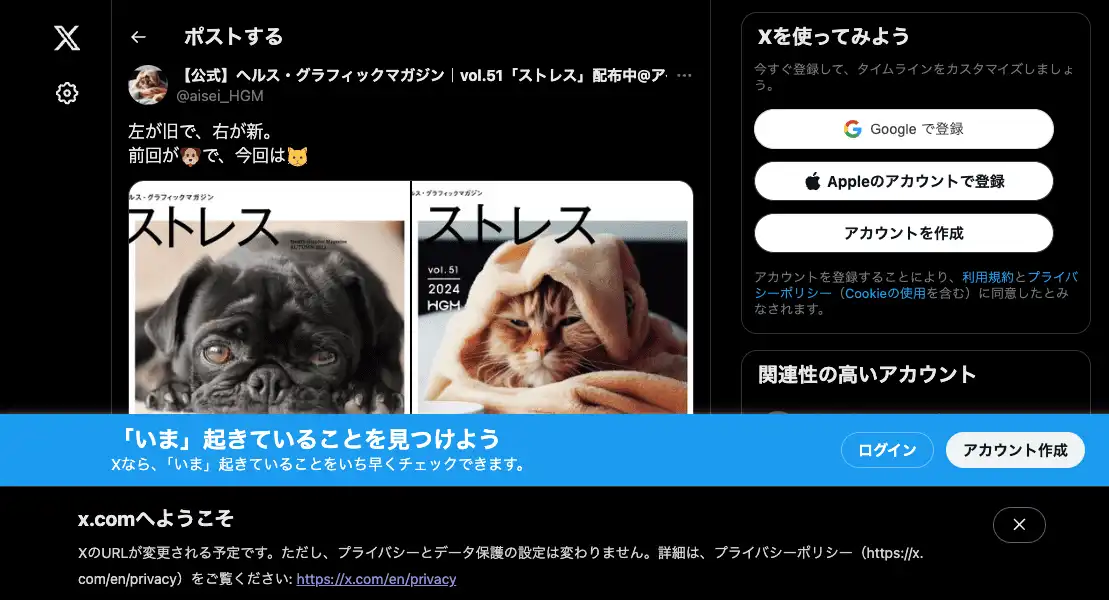 ポストする
【公式】ヘルス・グラフィックマガジン｜vol.51「ストレス」配布中@アイ
@aisei_HGM
左が旧で、右が新。
前回が🐶で、今回は🐱
ルス・グラフィックマガジン
ストレス
Health Graphic Magazine
ルス・グラフィックマガジン
ストレス
vol.51
2024
HGM
Xを使ってみよう
今すぐ登録して、タイムラインをカスタマイズしましょ
う。
Google で登録
Appleのアカウントで登録
アカウントを作成
アカウントを登録することにより、利用規約とプライバ
シーポリシー（Cookieの使用を含む）に同意したとみ
なされます。
関連性の高いアカウント
「いま」起きていることを見つけよう
Xなら、「いま」起きていることをいち早くチェックできます。
ログイン
アカウント作成
x.comへようこそ
XのURLが変更される予定です。ただし、プライバシーとデータ保護の設定は変わりません。詳細は、プライバシーポリシー（https://x.
com/en/privacy）をご覧ください: https://x.com/en/privacy